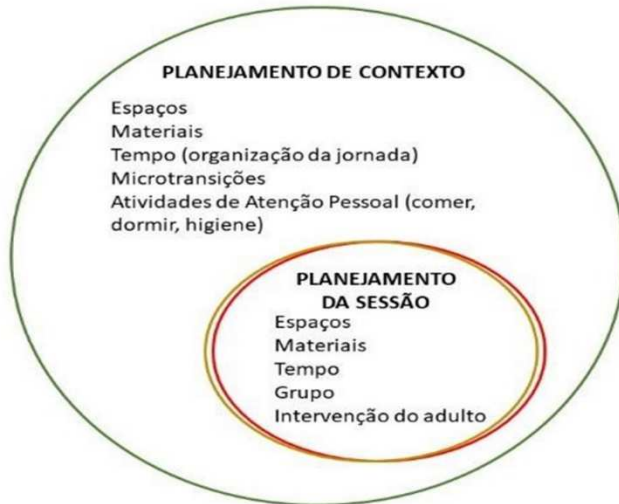 PLANEJAMENTO DE CONTEXTO
Espaços
Materiais
Tempo (organização da jornada)
Microtransições
Atividades de Atenção Pessoal (comer,
dormir, higiene)
PLANEJAMENTO
DA SESSÃO
Espaços
Materiais
Tempo
Grupo
Intervenção do adulto